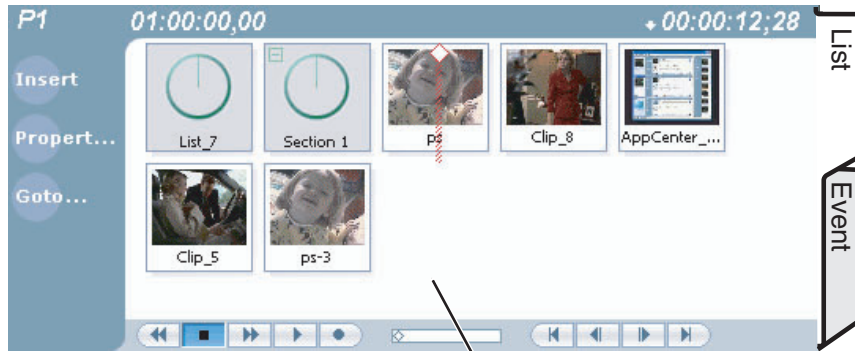 P1 01:00:00,00 00:00:12;28
List
Insert
Propert...
Goto...
List_7 Section 1 ps Clip_8 AppCenter_...
Clip_5 ps-3
Event